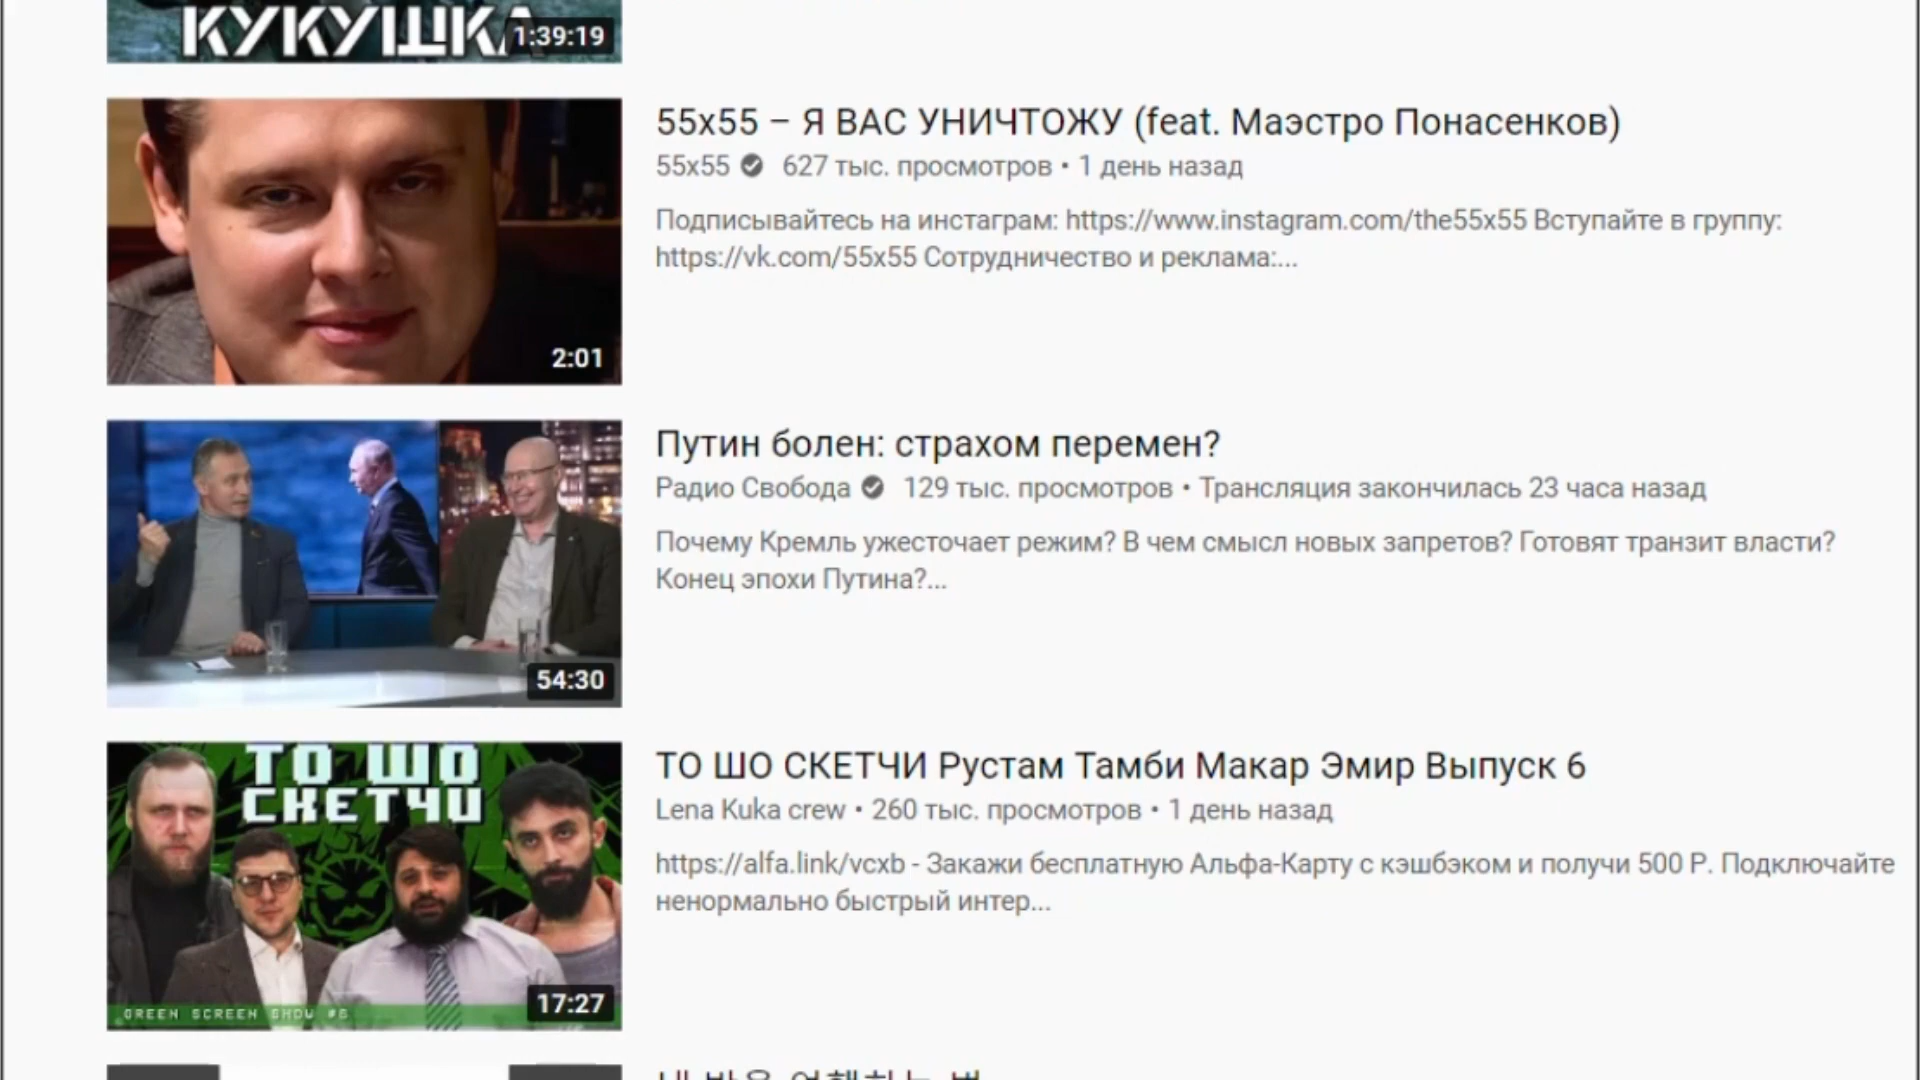 КУКУШКА
1:39:19
55x55 – Я ВАС УНИЧТОЖУ (feat. Маэстро Понасенков)
55x55 627 тыс. просмотров • 1 день назад
Подписывайтесь на инстаграм: https://www.instagram.com/the55x55 Вступайте в группу:
https://vk.com/55x55 Сотрудничество и реклама:...
2:01
Путин болен: страхом перемен?
Радио Свобода 129 тыс. просмотров • Трансляция закончилась 23 часа назад
Почему Кремль ужесточает режим? В чем смысл новых запретов? Готовят транзит власти?
Конец эпохи Путина?...
54:30
ТО ШО
СКЕТЧИ
GREEN SCREEN SHOW #6
17:27
ТО ШО СКЕТЧИ Рустам Тамби Макар Эмир Выпуск 6
Lena Kuka crew • 260 тыс. просмотров • 1 день назад
https://alfa.link/vcxb - Закажи бесплатную Альфа-Карту с кэшбэком и получи 500 Р. Подключайте
ненормально быстрый интер...